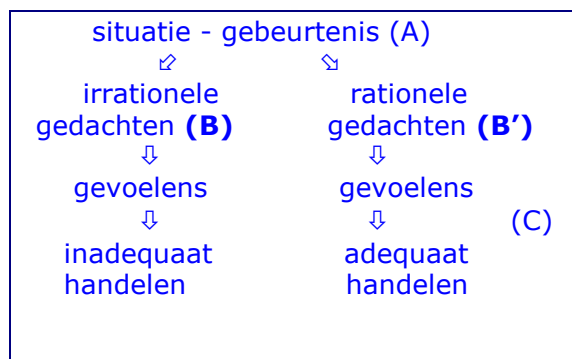 situatie - gebeurtenis (A)
⬃ ⬂
irrationele rationele
gedachten (B) gedachten (B’)
⇩ ⇩
gevoelens gevoelens
⇩ ⇩ (C)
inadequaat adequaat
handelen handelen